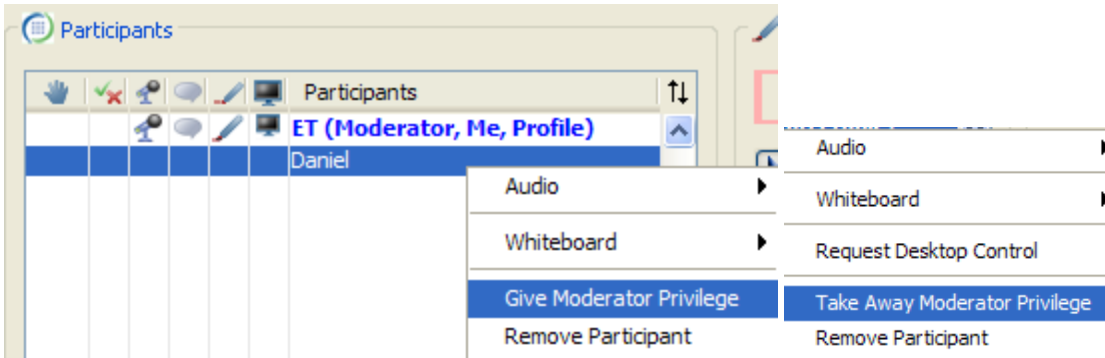 Participants
Participants
ET (Moderator, Me, Profile)
Daniel
Audio
Whiteboard
Give Moderator Privilege
Remove Participant
Audio
Whiteboard
Request Desktop Control
Take Away Moderator Privilege
Remove Participant